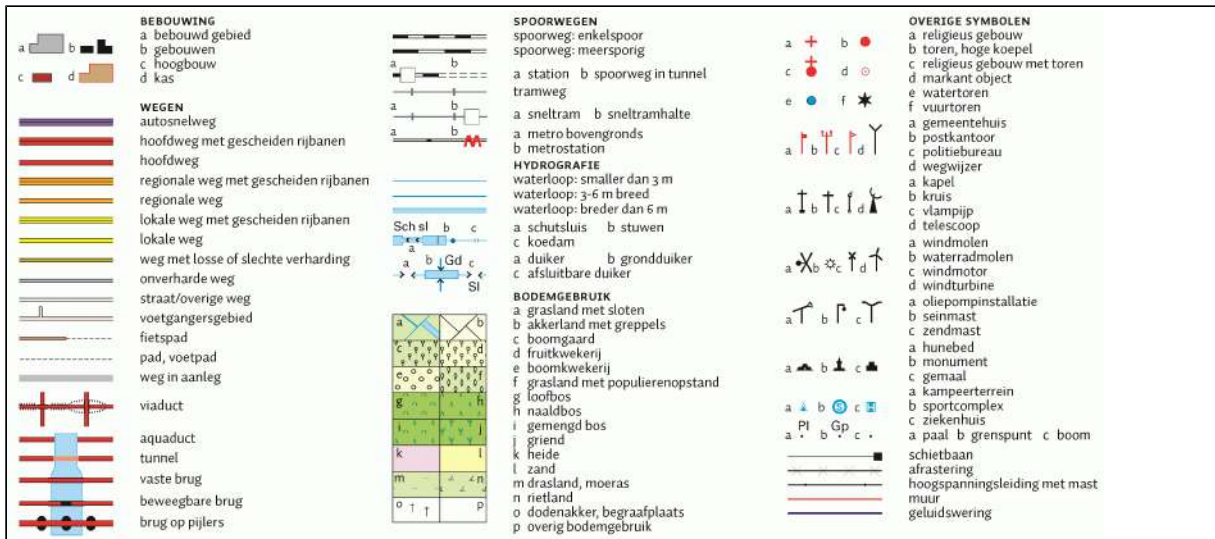 BEBOUWING
a bebouwd gebied
a b
b gebouwen
c hoogbouw
c d
d kas
WEGEN
autosnelweg
hoofdweg met gescheiden rijbanen
hoofdweg
regionale weg met gescheiden rijbanen
regionale weg
lokale weg met gescheiden rijbanen
lokale weg
weg met losse of slechte verharding
onverharde weg
straat/overige weg
voetgangersgebied
fietspad
pad, voetpad
weg in aanleg
viaduct
aquaduct
tunnel
vaste brug
beweegbare brug
brug op pijlers
SPOORWEGEN
spoorweg: enkelspoor
spoorweg: meersporig
a b
a station b spoorweg in tunnel
tramweg
a b
a sneltram b sneltramhalte
a b
a metro bovengronds
b metrostation
HYDROGRAFIE
waterloop: smaller dan 3 m
waterloop: 3-6 m breed
waterloop: breder dan 6 m
Sch sl b c
a
a schutsluis b stuwen
c koedam
a b Gd c
Sl
a duiker b grondduiker
c afsluitbare duiker
BODEMGEBRUIK
a b
c d
e f
g h
i j
k l
m n
o p
a grasland met sloten
b akkerland met greppels
c boomgaard
d fruitkwekerij
e boomkwekerij
f grasland met populierenopstand
g loofbos
h naaldbos
i gemengd bos
j griend
k heide
l zand
m drasland, moeras
n rietland
o dodenakker, begraafplaats
p overig bodemgebruik
OVERIGE SYMBOLEN
a b
c d
e f
a religieus gebouw
b toren, hoge koepel
c religieus gebouw met toren
d markant object
e watertoren
f vuurtoren
a b c d
a gemeentehuis
b postkantoor
c politiebureau
d wegwijzer
a b c d
a kapel
b kruis
c vlampijp
d telescoop
a b c d
a windmolen
b waterradmolen
c windmotor
d windturbine
a b c
a oliepompinstallatie
b seinmast
c zendmast
a b c
a hunebed
b monument
c gemaal
a b S c H
a kampeerterrein
b sportcomplex
c ziekenhuis
Pl Gp
a b c
a paal b grenspunt c boom
schietbaan
afrastering
hoogspanningsleiding met mast
muur
geluidswering